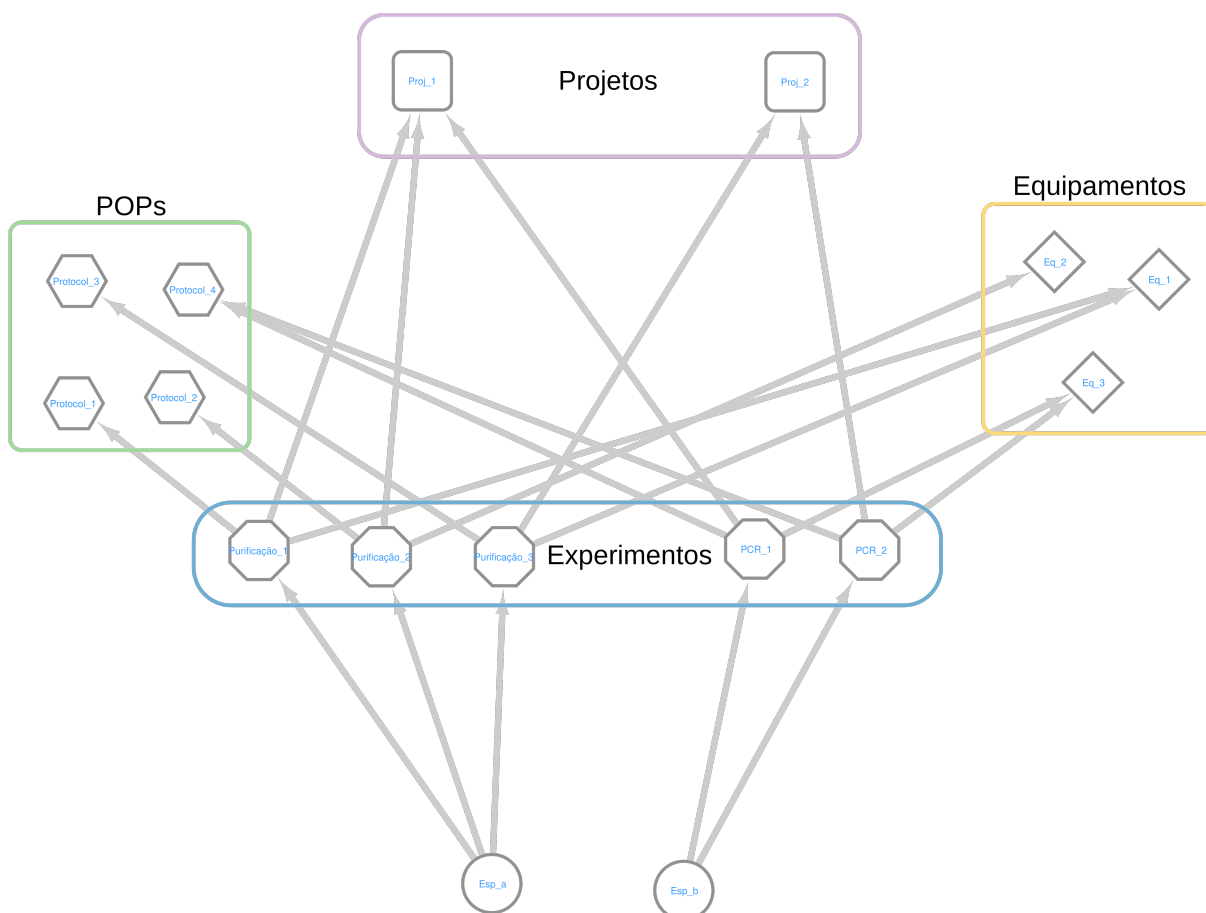 Proj_1
Projetos
Proj_2
Equipamentos
POPs
Eq_2
Protocol_3
Protocol_4
Eq_1
Eq_3
Protocol_1
Protocol_2
Purificação_1
Purificação_2
Purificação_3
Experimentos
PCR_1
PCR_2
Esp_a
Esp_b